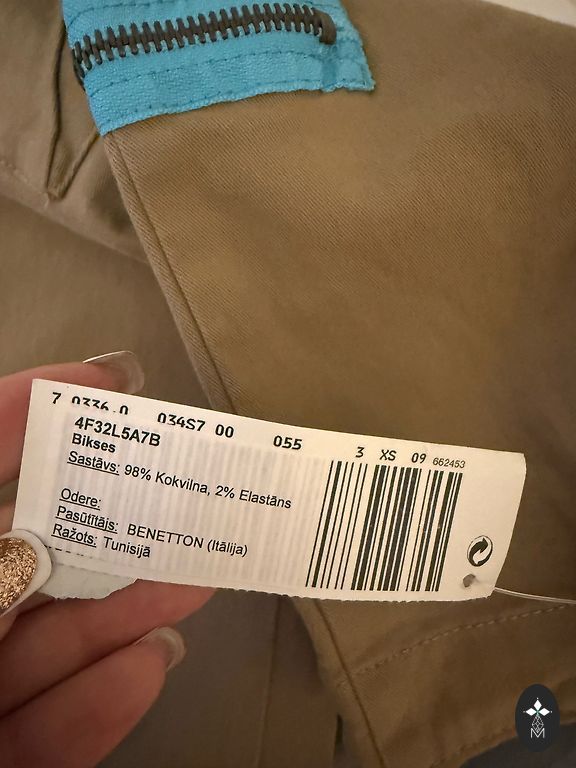 7 0336.0 034S7 00 055 3 XS 09 662453
4F32L5A7B
Bikses
Sastāvs: 98% Kokvilna, 2% Elastāns
Odere:
Pasūtītājs: BENETTON (Itālija)
Ražots: Tunisijā
M